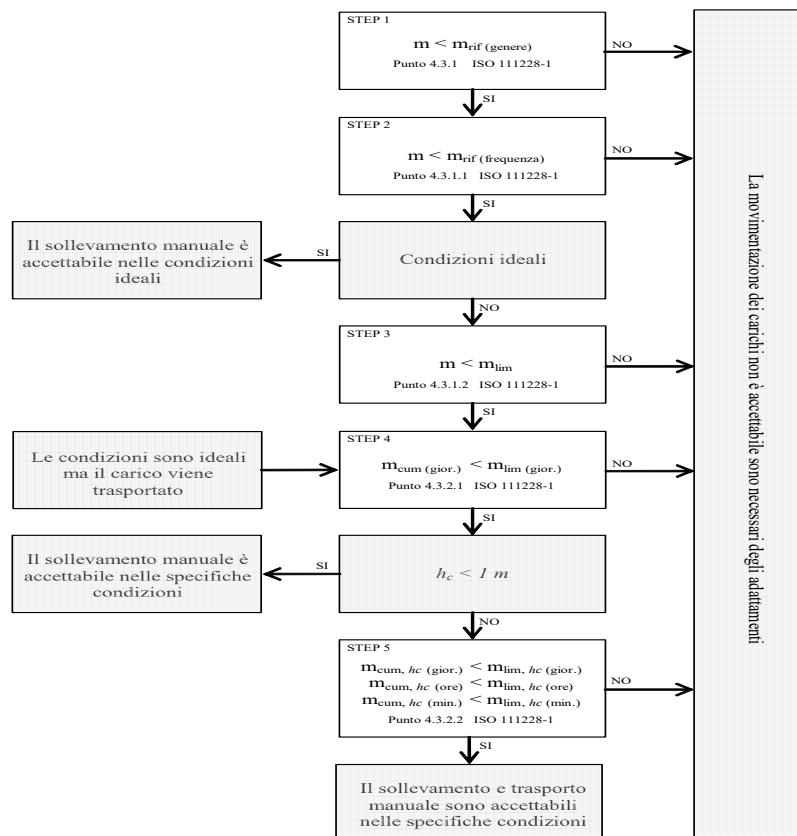 STEP 1
m < mrif (genere)
Punto 4.3.1 ISO 111228-1
NO
SI
STEP 2
m < mrif (frequenza)
Punto 4.3.1.1 ISO 111228-1
NO
SI
Il sollevamento manuale è
accettabile nelle condizioni
ideali
SI
Condizioni ideali
NO
STEP 3
m < mlim
Punto 4.3.1.2 ISO 111228-1
NO
SI
Le condizioni sono ideali
ma il carico viene
trasportato
STEP 4
mcum (gior.) < mlim (gior.)
Punto 4.3.2.1 ISO 111228-1
NO
SI
Il sollevamento manuale è
accettabile nelle specifiche
condizioni
SI
hc < 1 m
NO
STEP 5
mcum, hc (gior.) < mlim, hc (gior.)
mcum, hc (ore) < mlim, hc (ore)
mcum, hc (min.) < mlim, hc (min.)
Punto 4.3.2.2 ISO 111228-1
NO
SI
Il sollevamento e trasporto
manuale sono accettabili
nelle specifiche condizioni
La movimentazione dei carichi non è accettabile sono necessari degli adattamenti